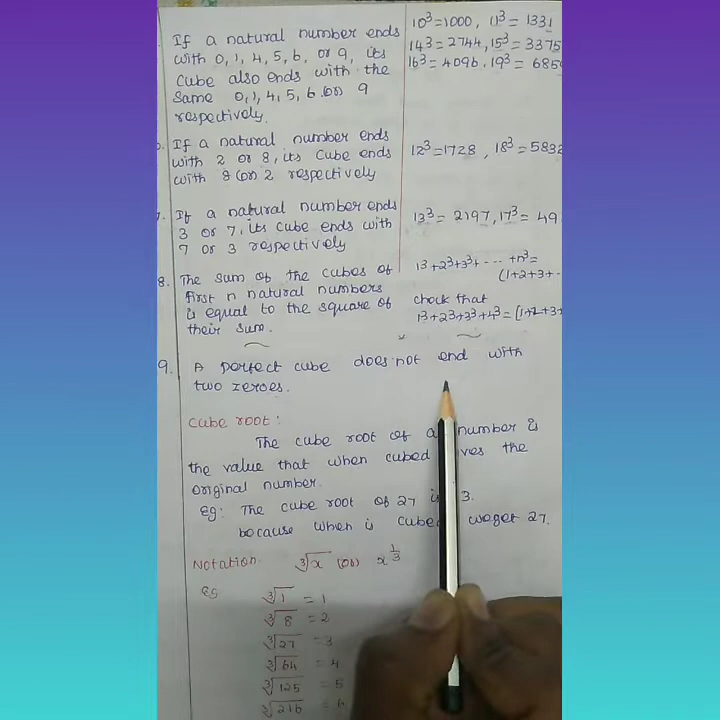 If a natural number ends
with 0, 1, 4, 5, 6, or 9, its
cube also ends with the
Same 0, 1, 4, 5, 6 (or) 9
respectively.
10³=1000, 11³= 1331
14³=2744, 15³=3375
16³=4096, 19³=685
If a natural number ends
with 2 or 8, its cube ends
with 8 (or) 2 respectively
12³=1728, 18³=5832
7. If a natural number ends
3 or 7, its cube ends with
7 or 3 respectively
13³= 2197, 17³=49
8. The sum of the cubes of
first n natural numbers
is equal to the square of
their sum.
1³+2³+3³+ --- +n³=
(1+2+3+--
check that
1³+2³+3³+4³=(1+2+3+
9. A perfect cube does not end with
two zeroes.
Cube root:
The cube root of a number is
the value that when cubed gives the
original number.
Eg: The cube root of 27 is 3.
because when is cubed we get 27.
Notation ∛x (or) x^1/3
Eg ∛1 = 1
∛8 = 2
∛27 = 3
∛64 = 4
∛125 = 5
∛216 = 6